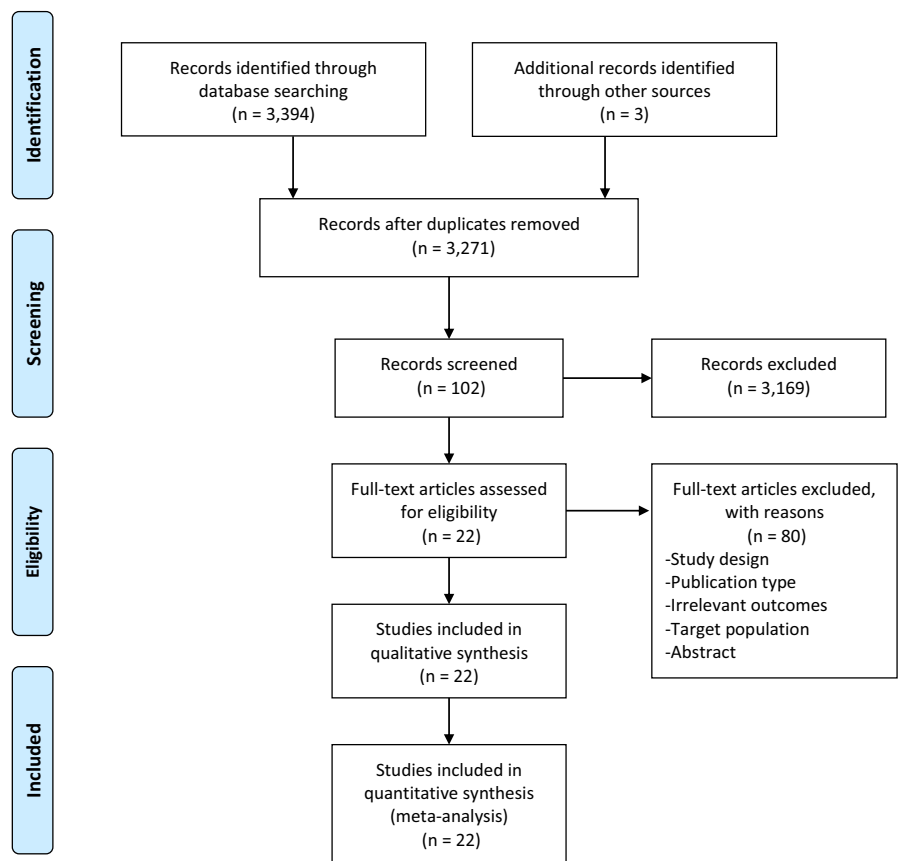 Identification
Records identified through
database searching
(n = 3,394)
Additional records identified
through other sources
(n = 3)
Records after duplicates removed
(n = 3,271)
Screening
Records screened
(n = 102)
Records excluded
(n = 3,169)
Eligibility
Full-text articles assessed
for eligibility
(n = 22)
Full-text articles excluded,
with reasons
(n = 80)
-Study design
-Publication type
-Irrelevant outcomes
-Target population
-Abstract
Studies included in
qualitative synthesis
(n = 22)
Included
Studies included in
quantitative synthesis
(meta-analysis)
(n = 22)